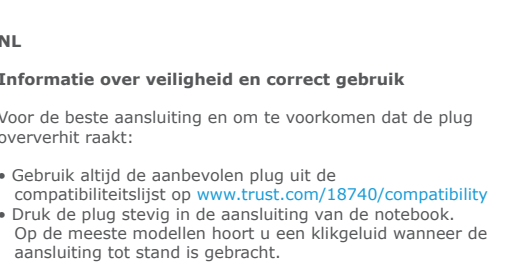 NL
Informatie over veiligheid en correct gebruik
Voor de beste aansluiting en om te voorkomen dat de plug
oververhit raakt:
• Gebruik altijd de aanbevolen plug uit de
compatibiliteitslijst op www.trust.com/18740/compatibility
• Druk de plug stevig in de aansluiting van de notebook.
Op de meeste modellen hoort u een klikgeluid wanneer de
aansluiting tot stand is gebracht.